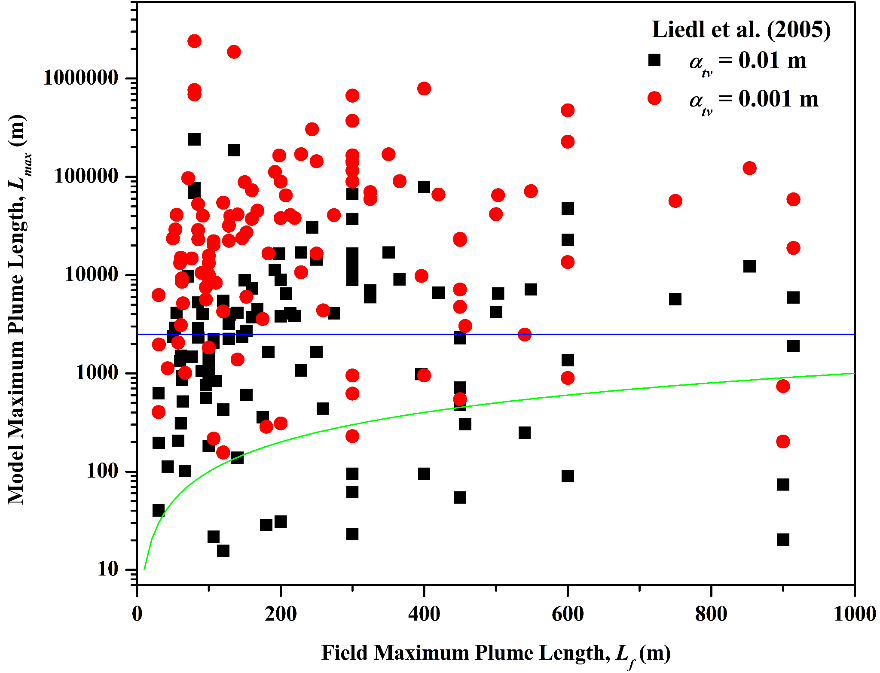 Liedl et al. (2005)
α_tv = 0.01 m
α_tv = 0.001 m
Model Maximum Plume Length, L_max (m)
1000000
100000
10000
1000
100
10
0
200
400
600
800
1000
Field Maximum Plume Length, L_f (m)